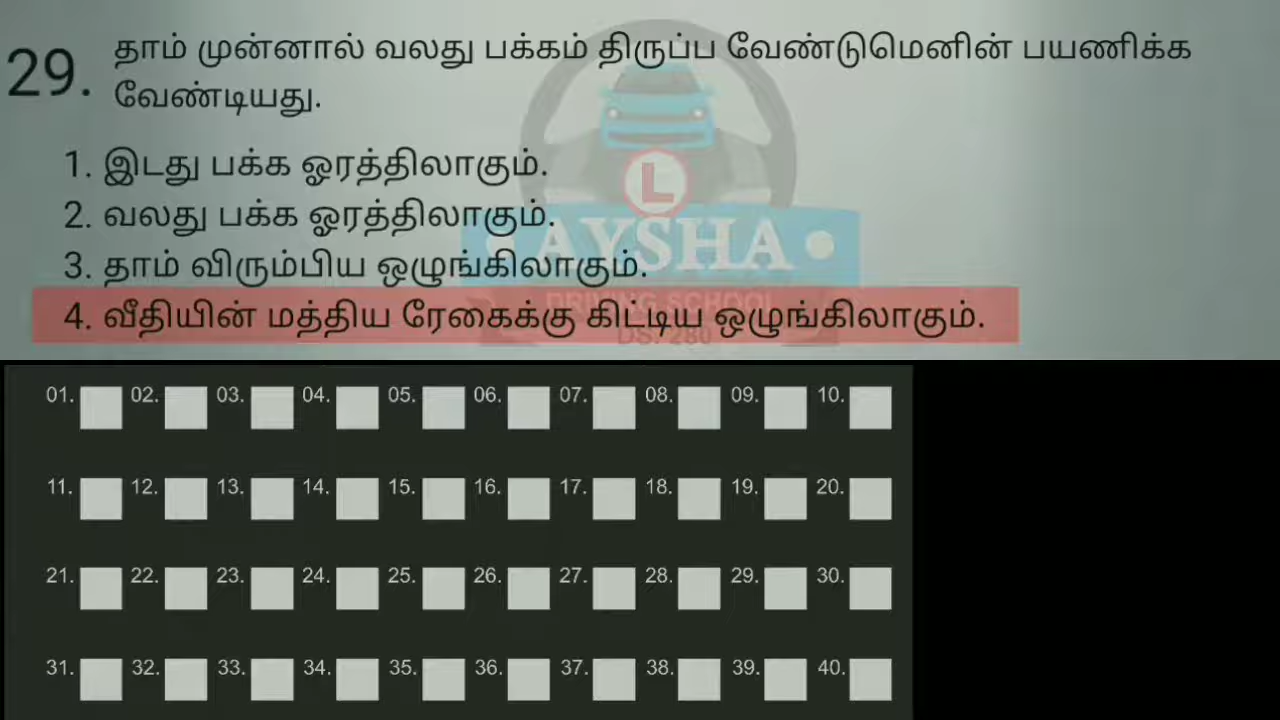 29. தாம் முன்னால் வலது பக்கம் திருப்ப வேண்டுமெனின் பயணிக்க
வேண்டியது.
1. இடது பக்க ஓரத்திலாகும்.
2. வலது பக்க ஓரத்திலாகும்.
3. தாம் விரும்பிய ஒழுங்கிலாகும்.
4. வீதியின் மத்திய ரேகைக்கு கிட்டிய ஒழுங்கிலாகும்.
L
AYSHA
DRIVING SCHOOL
DS. 280
01. 02. 03. 04. 05. 06. 07. 08. 09. 10.
11. 12. 13. 14. 15. 16. 17. 18. 19. 20.
21. 22. 23. 24. 25. 26. 27. 28. 29. 30.
31. 32. 33. 34. 35. 36. 37. 38. 39. 40.